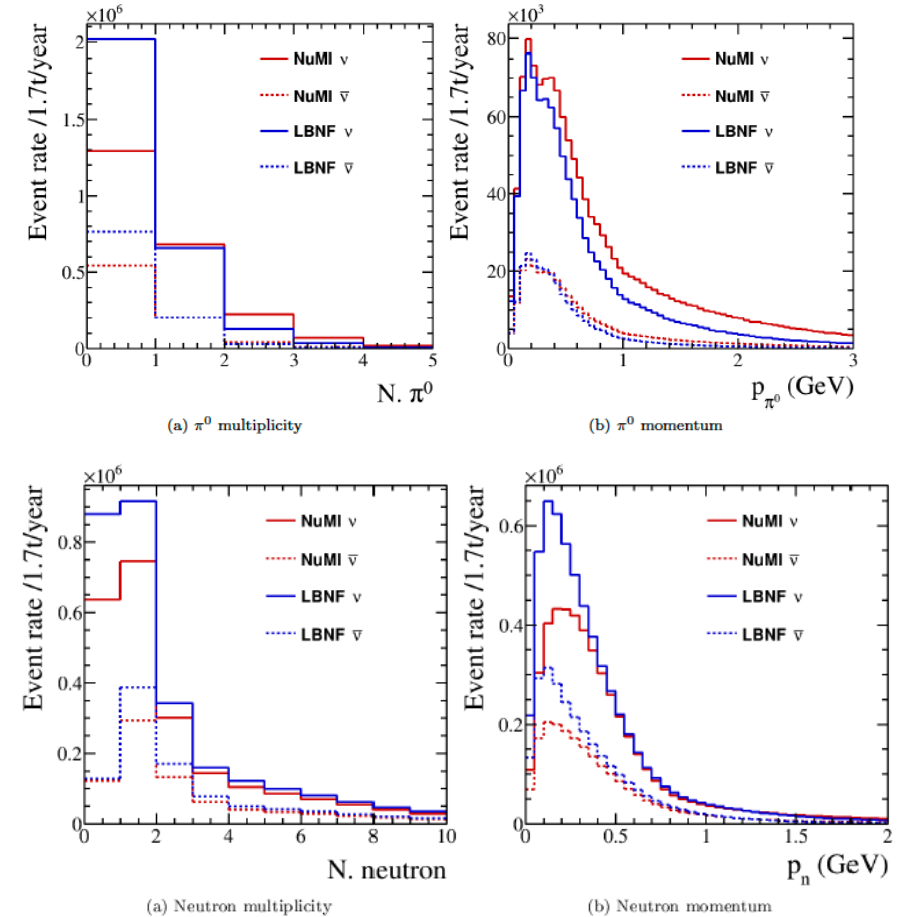 ×10⁶
Event rate /1.7t/year
2
1.5
1
0.5
0
NuMI ν
NuMI ν̅
LBNF ν
LBNF ν̅
0 1 2 3 4 5
N. π⁰
(a) π⁰ multiplicity
×10³
Event rate /1.7t/year
80
60
40
20
0
NuMI ν
NuMI ν̅
LBNF ν
LBNF ν̅
0 1 2 3
p_π⁰ (GeV)
(b) π⁰ momentum
×10⁶
Event rate /1.7t/year
0.8
0.6
0.4
0.2
0
NuMI ν
NuMI ν̅
LBNF ν
LBNF ν̅
0 2 4 6 8 10
N. neutron
(a) Neutron multiplicity
×10⁶
Event rate /1.7t/year
0.6
0.4
0.2
0
NuMI ν
NuMI ν̅
LBNF ν
LBNF ν̅
0 0.5 1 1.5 2
p_n (GeV)
(b) Neutron momentum